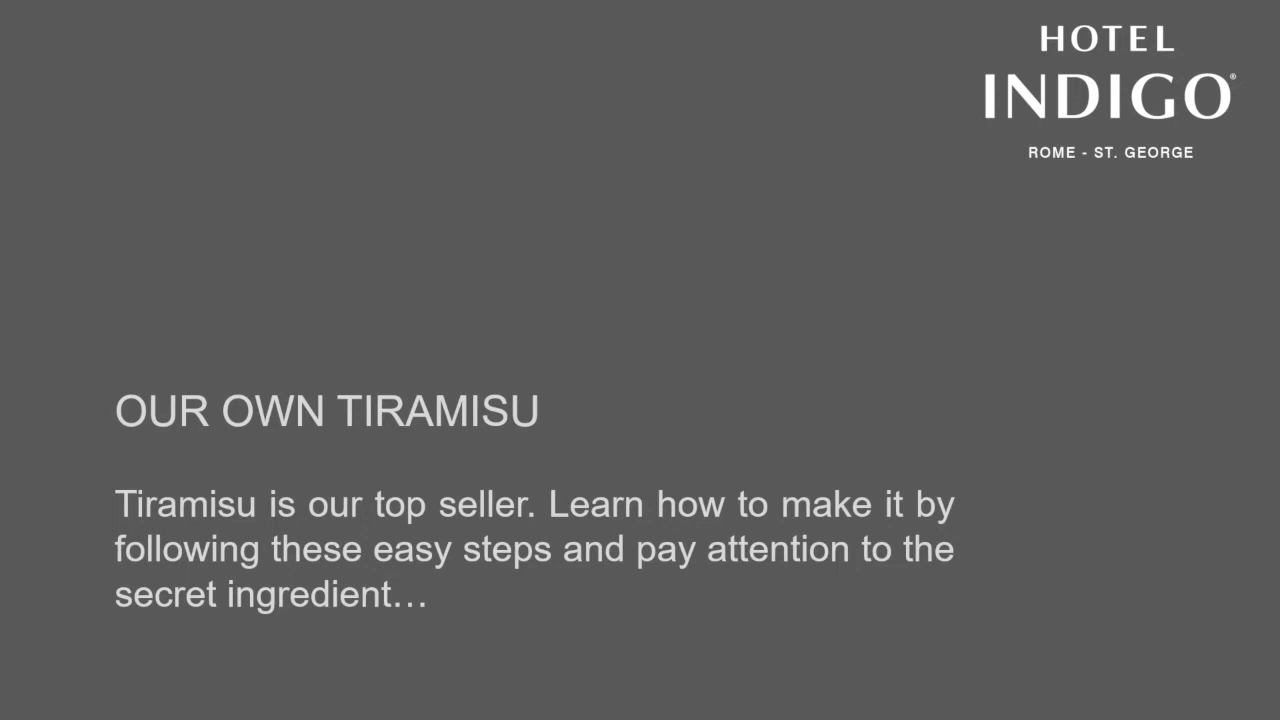 HOTEL
INDIGO®
ROME - ST. GEORGE
OUR OWN TIRAMISU
Tiramisu is our top seller. Learn how to make it by
following these easy steps and pay attention to the
secret ingredient…